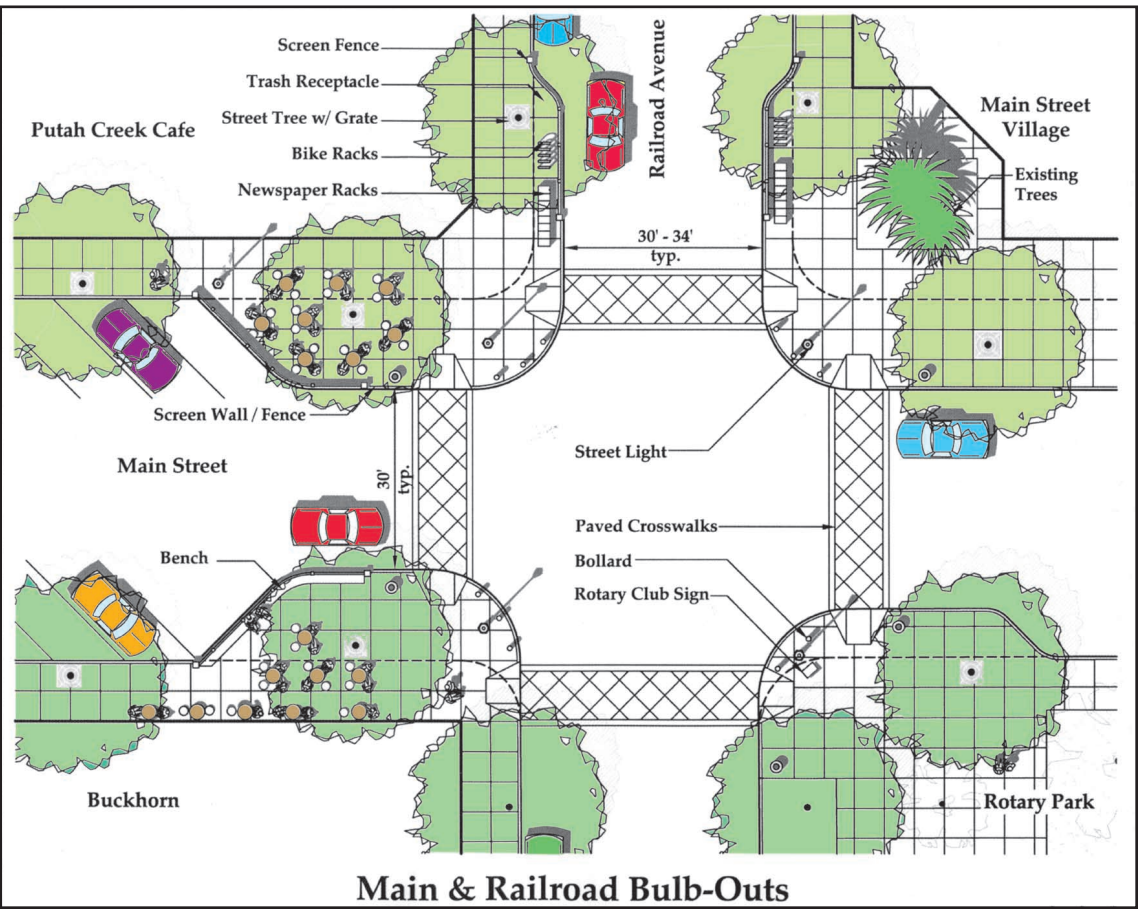 Screen Fence
Trash Receptacle
Street Tree w/ Grate
Bike Racks
Newspaper Racks
Putah Creek Cafe
Railroad Avenue
Main Street
Village
Existing
Trees
30' - 34'
typ.
Screen Wall / Fence
Main Street
30'
typ.
Street Light
Paved Crosswalks
Bollard
Rotary Club Sign
Bench
Buckhorn
Rotary Park
Main & Railroad Bulb-Outs